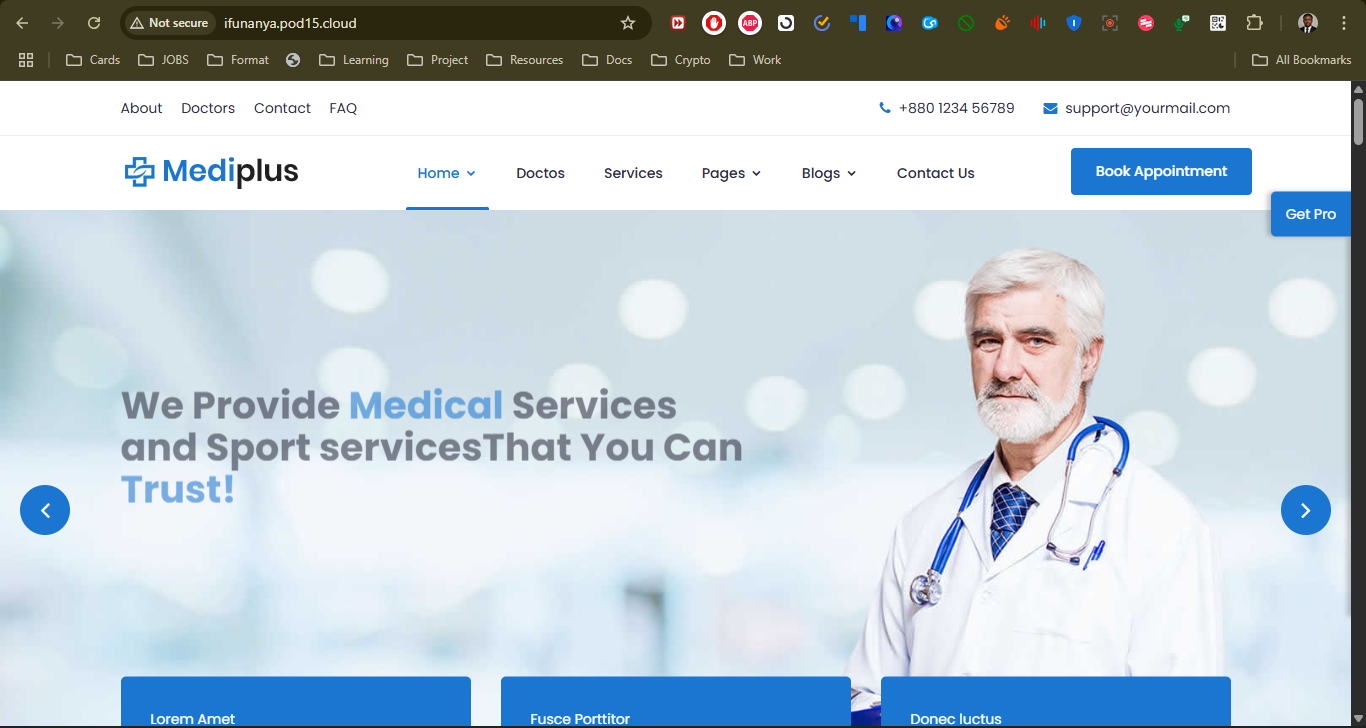 Not secure
ifunanya.pod15.cloud
ABP
Cards
JOBS
Format
Learning
Project
Resources
Docs
Crypto
Work
All Bookmarks
About
Doctors
Contact
FAQ
+880 1234 56789
support@yourmail.com
Mediplus
Home
Doctos
Services
Pages
Blogs
Contact Us
Book Appointment
Get Pro
We Provide Medical Services
and Sport servicesThat You Can
Trust!
Lorem Amet
Fusce Porttitor
Donec luctus